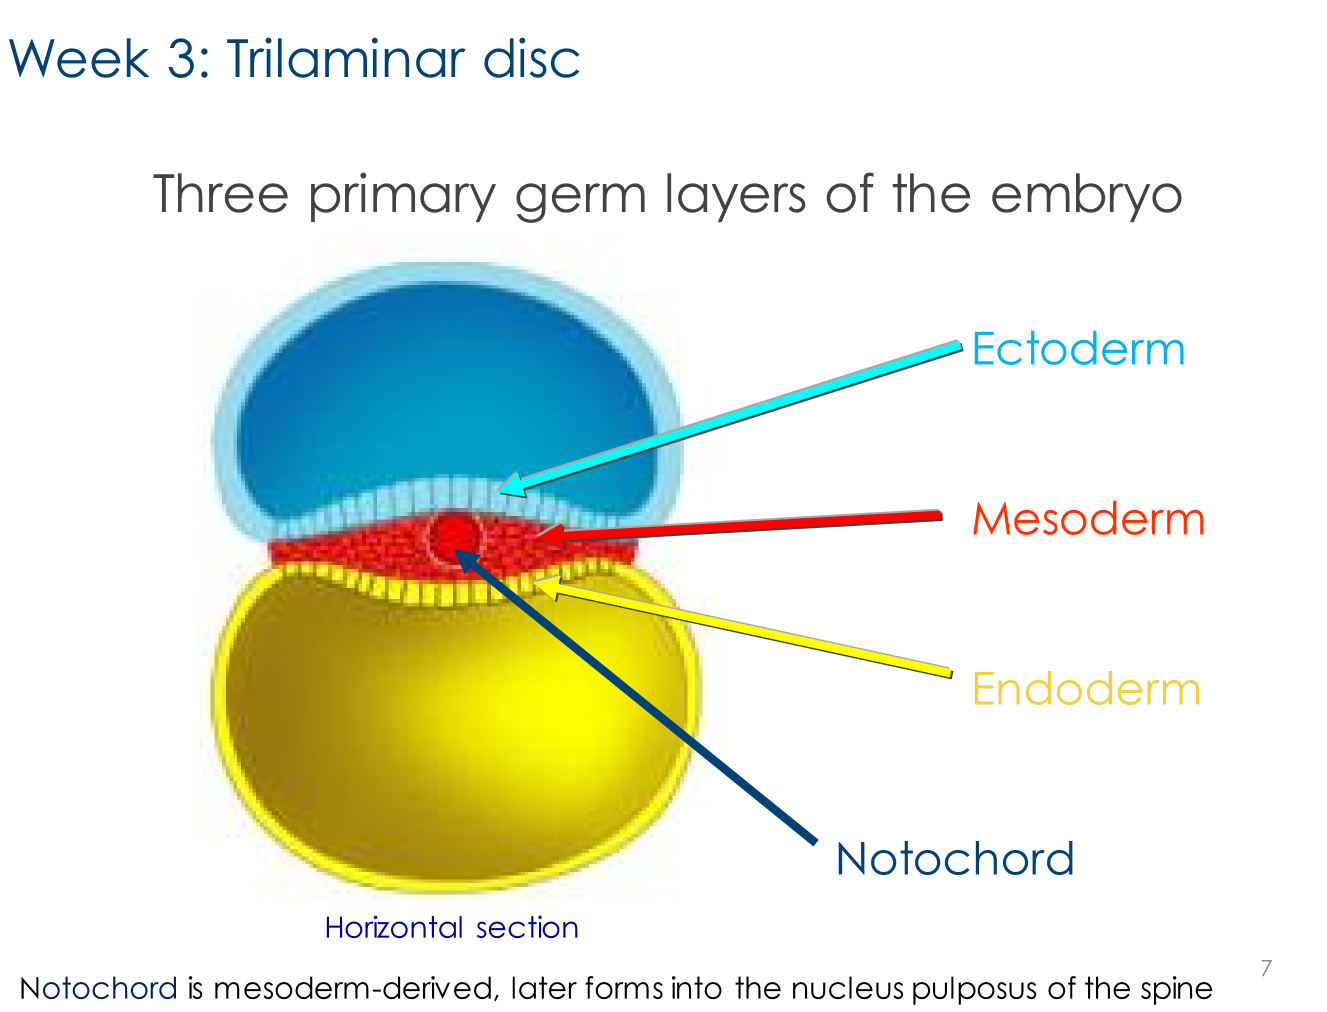 Week 3: Trilaminar disc
Three primary germ layers of the embryo
Ectoderm
Mesoderm
Endoderm
Notochord
Horizontal section
7
Notochord is mesoderm-derived, later forms into the nucleus pulposus of the spine